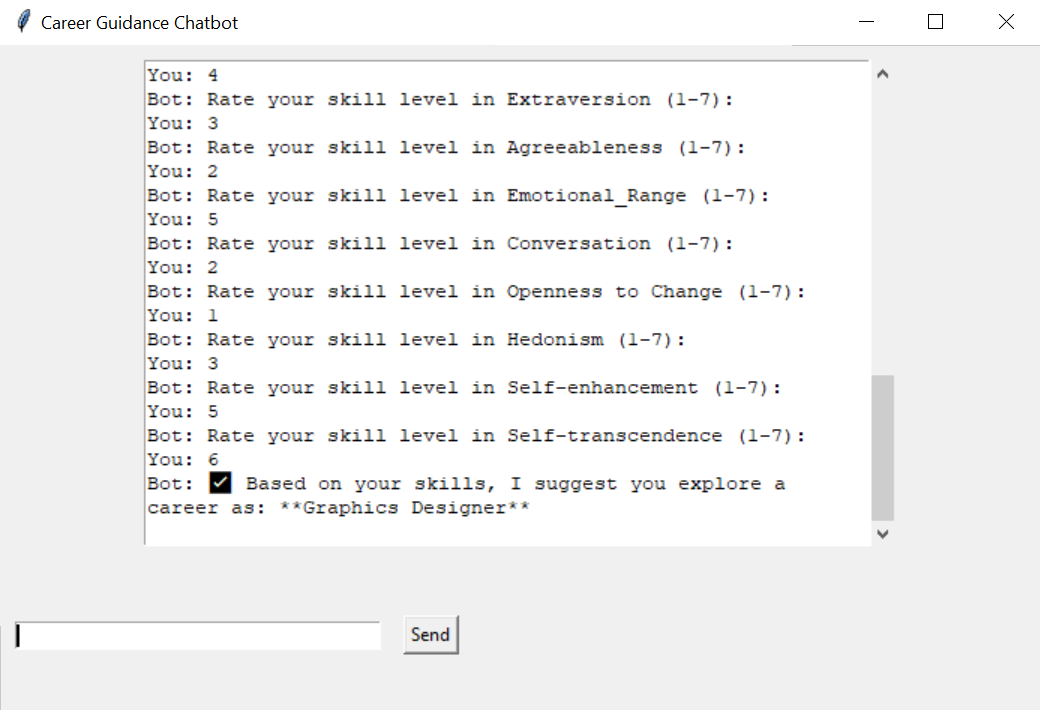 Career Guidance Chatbot
You: 4
Bot: Rate your skill level in Extraversion (1-7):
You: 3
Bot: Rate your skill level in Agreeableness (1-7):
You: 2
Bot: Rate your skill level in Emotional_Range (1-7):
You: 5
Bot: Rate your skill level in Conversation (1-7):
You: 2
Bot: Rate your skill level in Openness to Change (1-7):
You: 1
Bot: Rate your skill level in Hedonism (1-7):
You: 3
Bot: Rate your skill level in Self-enhancement (1-7):
You: 5
Bot: Rate your skill level in Self-transcendence (1-7):
You: 6
Bot: ✅ Based on your skills, I suggest you explore a
career as: **Graphics Designer**
Send